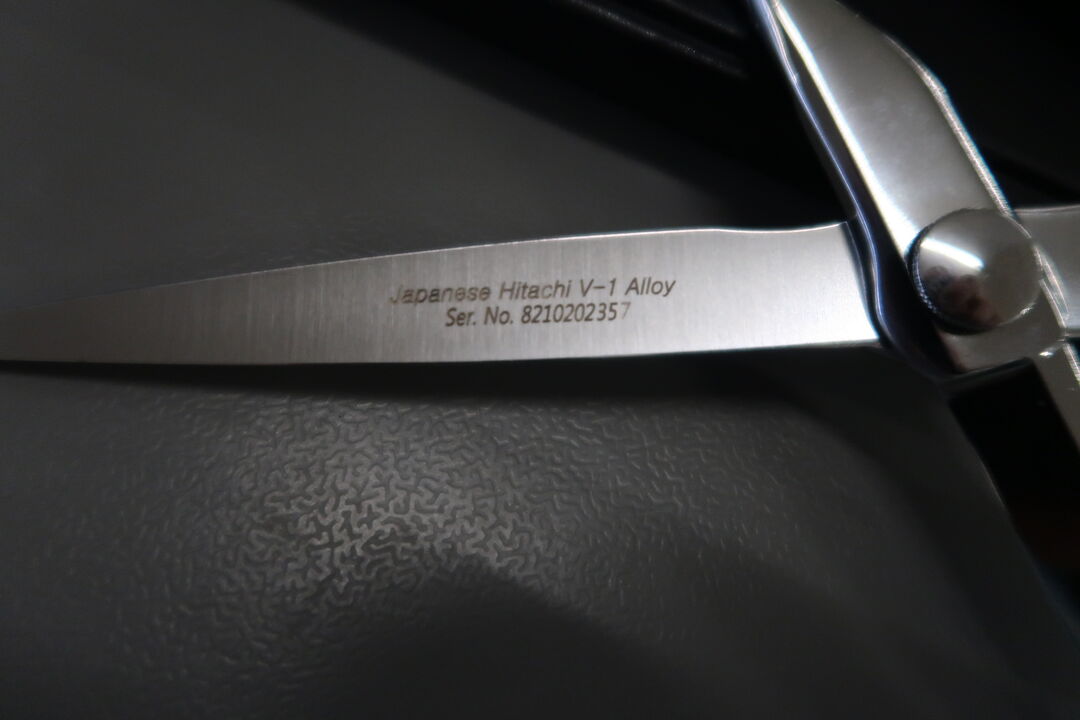 Japanese Hitachi V-1 Alloy
Ser. No. 8210202357